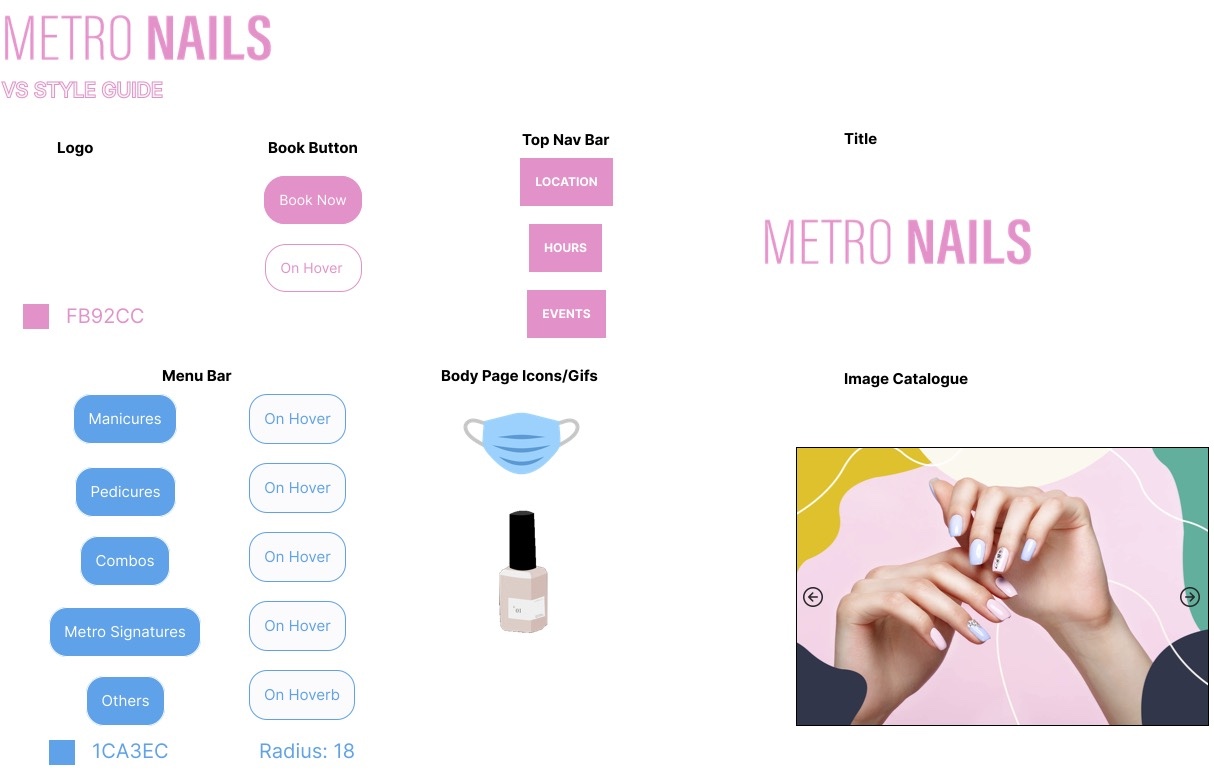 METRO NAILS
VS STYLE GUIDE
Logo
Book Button
Top Nav Bar
Title
Book Now
On Hover
LOCATION
HOURS
EVENTS
METRO NAILS
FB92CC
Menu Bar
Body Page Icons/Gifs
Image Catalogue
Manicures
On Hover
Pedicures
On Hover
Combos
On Hover
Metro Signatures
On Hover
Others
On Hoverb
1CA3EC
Radius: 18